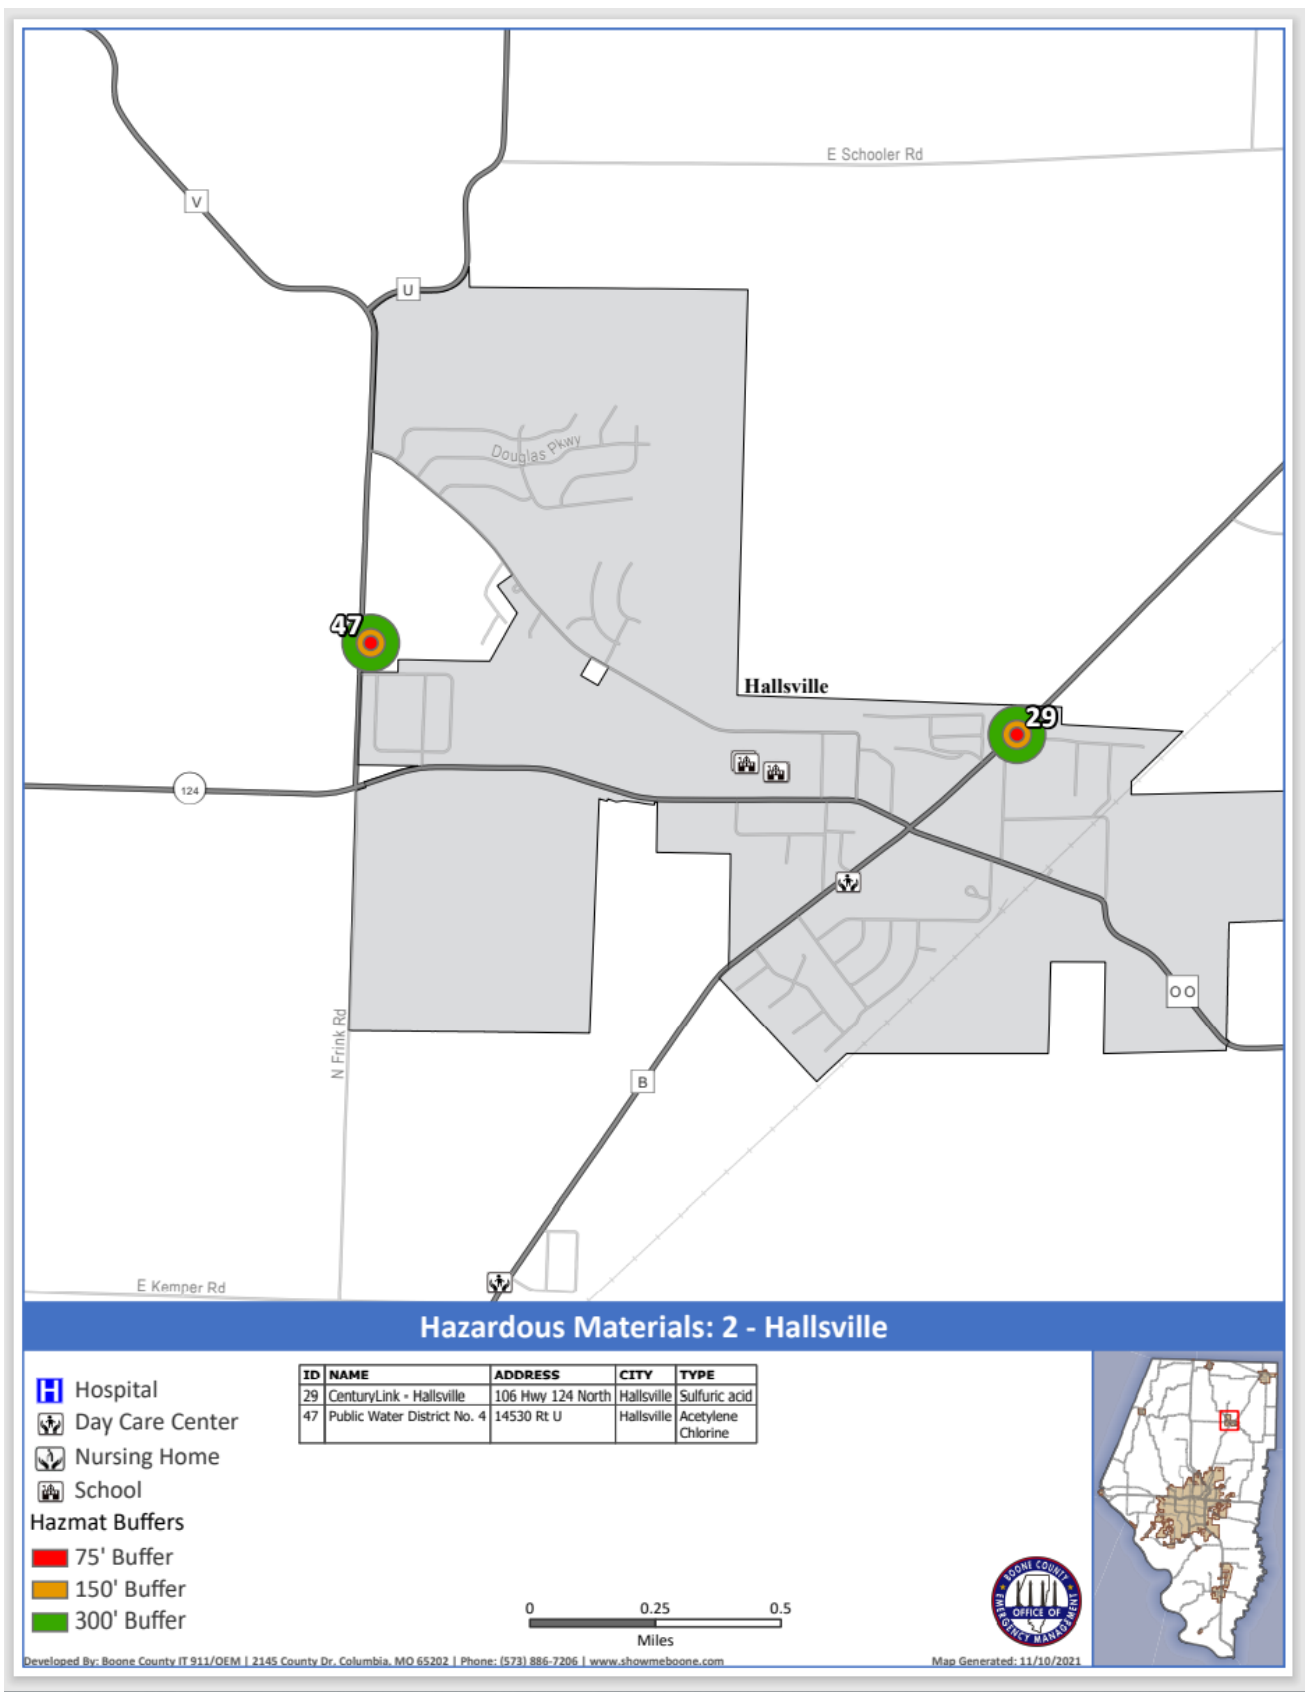 E Schooler Rd
V
U
Douglas Pkwy
47
Hallsville
29
124
OO
N Frink Rd
B
E Kemper Rd
Hazardous Materials: 2 - Hallsville
H Hospital
Day Care Center
Nursing Home
School
Hazmat Buffers
75' Buffer
150' Buffer
300' Buffer
ID NAME ADDRESS CITY TYPE
29 CenturyLink - Hallsville 106 Hwy 124 North Hallsville Sulfuric acid
47 Public Water District No. 4 14530 Rt U Hallsville Acetylene
Chlorine
0 0.25 0.5
Miles
BOONE COUNTY
OFFICE OF
EMERGENCY MANAGEMENT
Developed By: Boone County IT 911/OEM | 2145 County Dr. Columbia, MO 65202 | Phone: (573) 886-7206 | www.showmeboone.com
Map Generated: 11/10/2021